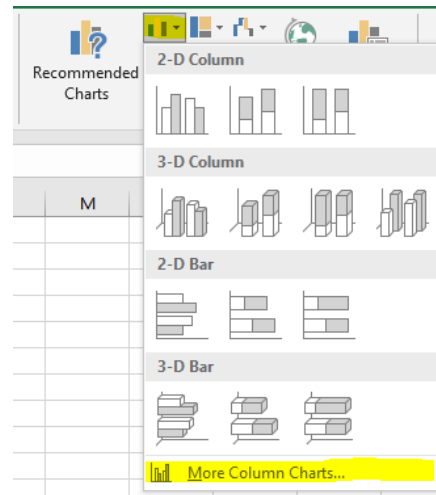 Recommended
Charts
2-D Column
3-D Column
M
2-D Bar
3-D Bar
More Column Charts...